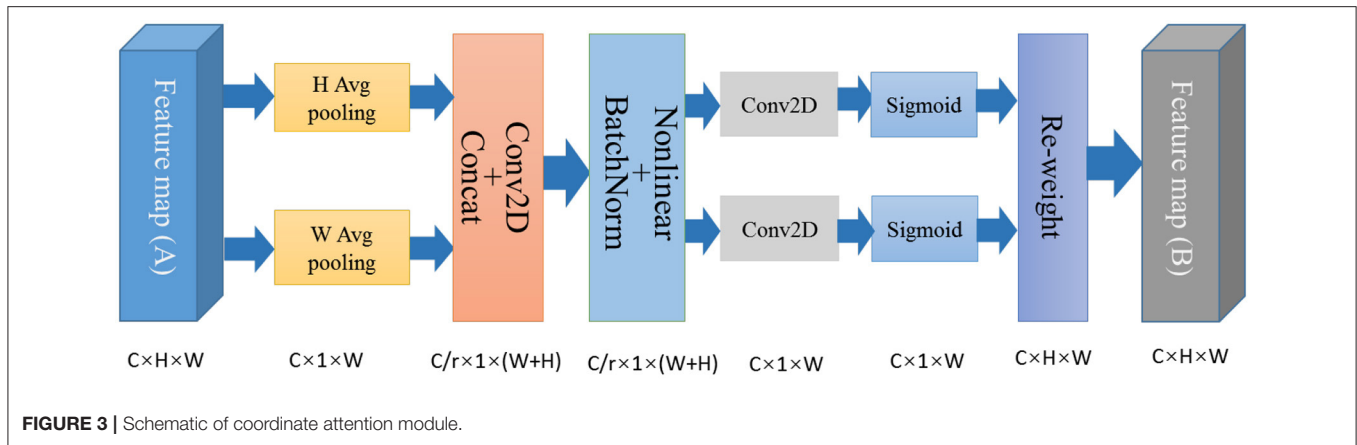 Feature map (A)
H Avg
pooling
W Avg
pooling
Conv2D
+
Concat
Nonlinear
+
BatchNorm
Conv2D
Sigmoid
Conv2D
Sigmoid
Re-weight
Feature map (B)
C×H×W
C×1×W
C/r×1×(W+H)
C/r×1×(W+H)
C×1×W
C×1×W
C×H×W
C×H×W
FIGURE 3 | Schematic of coordinate attention module.